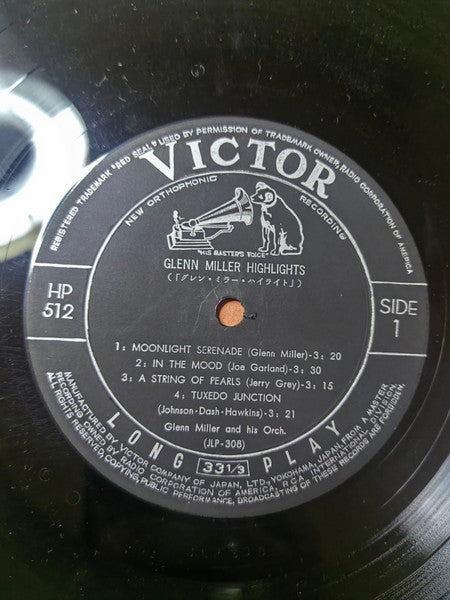 REGISTERED TRADEMARK "RED SEAL" USED BY PERMISSION OF TRADEMARK OWNER, RADIO CORPORATION OF AMERICA
VICTOR
NEW ORTHOPHONIC RECORDING
"HIS MASTER'S VOICE"
GLENN MILLER HIGHLIGHTS
(「グレン・ミラー・ハイライト」)
HP
512
SIDE
1
1: MOONLIGHT SERENADE (Glenn Miller)-3: 20
2: IN THE MOOD (Joe Garland)-3: 30
3: A STRING OF PEARLS (Jerry Grey)-3: 15
4: TUXEDO JUNCTION
(Johnson-Dash-Hawkins)-3: 21
Glenn Miller and his Orch.
(JLP-308)
LONG 33 1/3 PLAY
MANUFACTURED BY VICTOR COMPANY OF JAPAN, LTD., YOKOHAMA, JAPAN, FROM A MASTER
RECORDING OWNED BY RADIO CORPORATION OF AMERICA, RCA INTERNATIONAL DIVISION.
ALL RIGHTS RESERVED, COPYING, PUBLIC PERFORMANCE, BROADCASTING OF THESE RECORDS ARE FORBIDDEN.